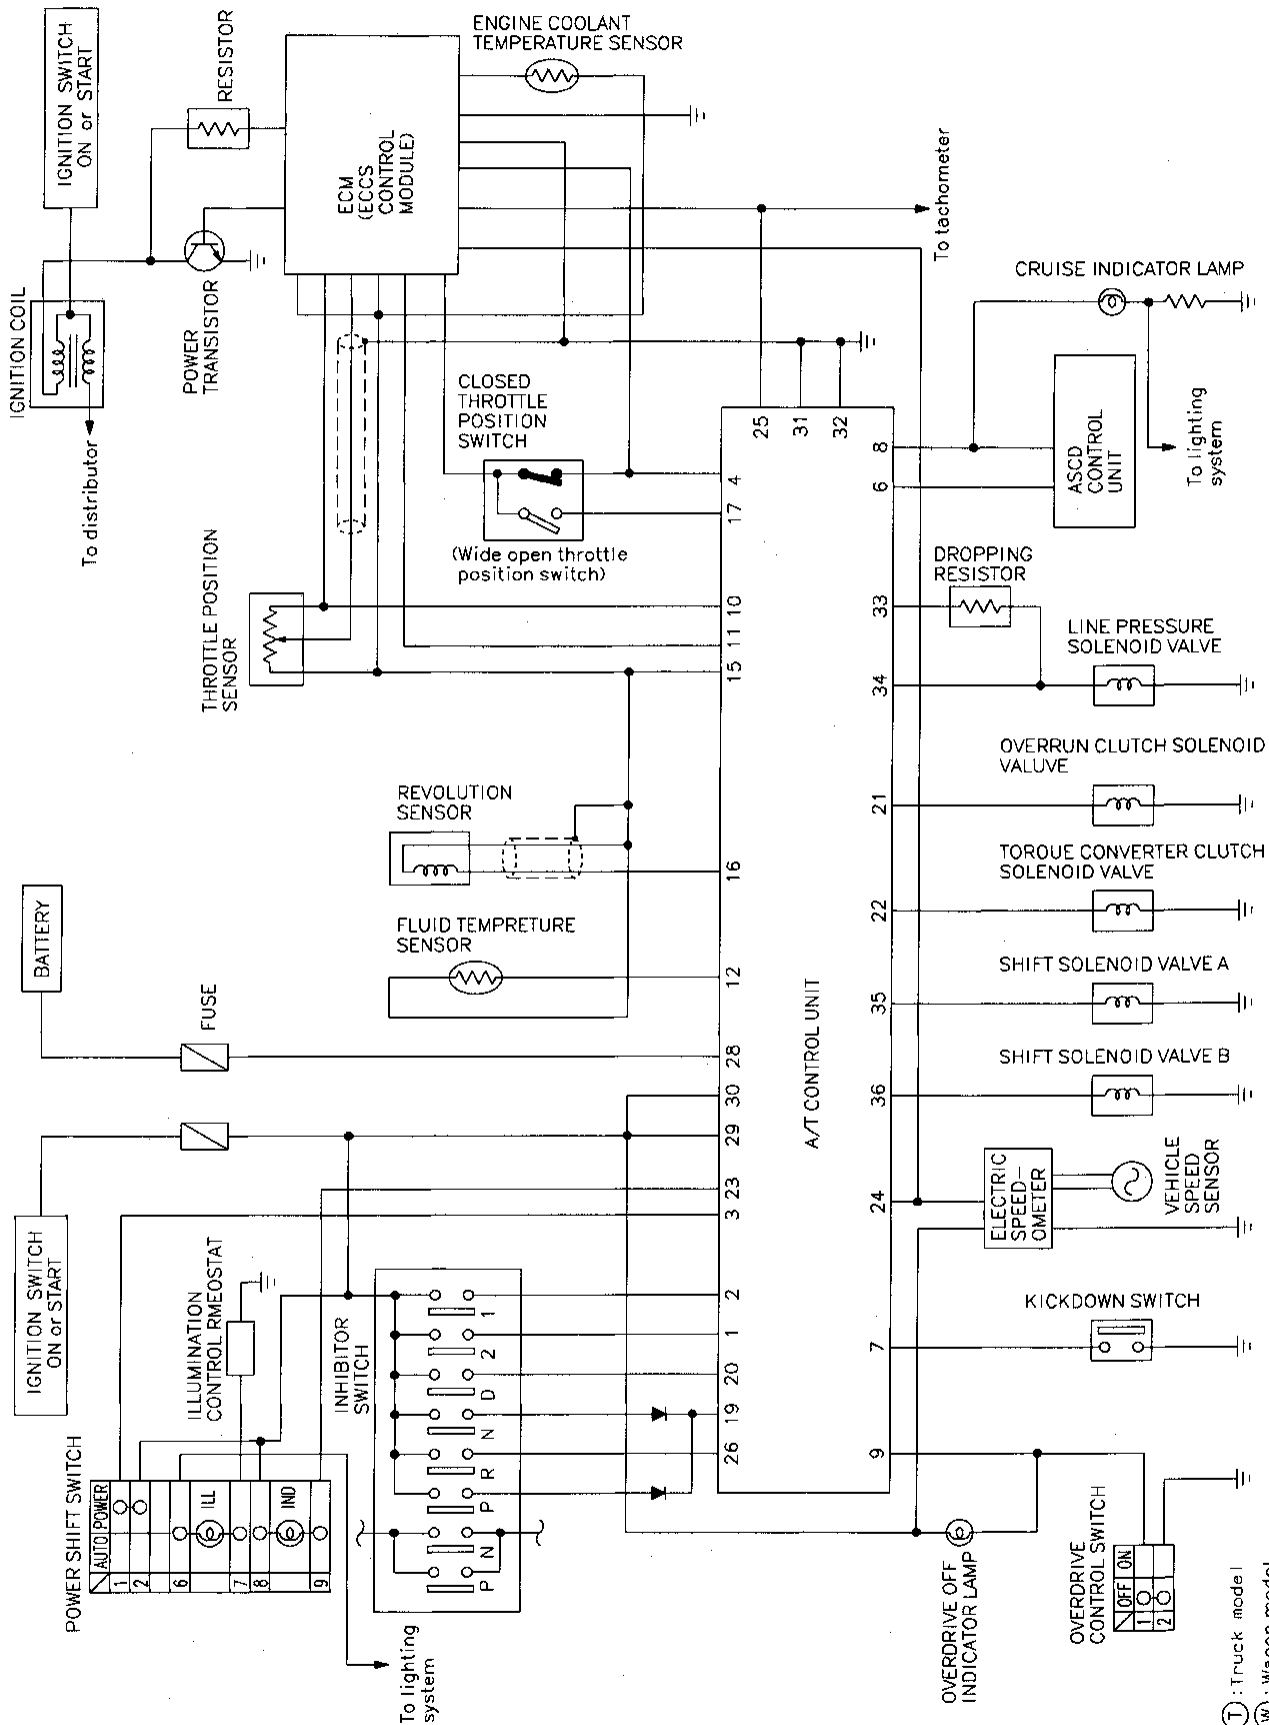 IGNITION SWITCH
ON or START
RESISTOR
ENGINE COOLANT
TEMPERATURE SENSOR
ECM
(ECCS
CONTROL
MODULE)
IGNITION COIL
POWER
TRANSISTOR
To distributor
To tachometer
CRUISE INDICATOR LAMP
CLOSED
THROTTLE
POSITION
SWITCH
(Wide open throttle
position switch)
ASCD
CONTROL
UNIT
To lighting
system
THROTTLE POSITION
SENSOR
DROPPING
RESISTOR
LINE PRESSURE
SOLENOID VALVE
OVERRUN CLUTCH SOLENOID
VALUVE
REVOLUTION
SENSOR
TORQUE CONVERTER CLUTCH
SOLENOID VALVE
FLUID TEMPRETURE
SENSOR
SHIFT SOLENOID VALVE A
BATTERY
FUSE
SHIFT SOLENOID VALVE B
A/T CONTROL UNIT
25
31
32
4
17
10
11
15
16
12
28
30
29
23
3
2
1
20
19
26
8
6
33
34
21
22
35
36
24
7
9
ELECTRIC
SPEED-
OMETER
VEHICLE
SPEED
SENSOR
KICKDOWN SWITCH
IGNITION SWITCH
ON or START
ILLUMINATION
CONTROL RMEOSTAT
INHIBITOR
SWITCH
1
2
D
N
R
P
N
P
POWER SHIFT SWITCH
AUTO POWER
1
2
6
ILL
7
8
IND
9
To lighting
system
OVERDRIVE OFF
INDICATOR LAMP
OVERDRIVE
CONTROL SWITCH
OFF ON
1
2
(T) : Truck model
(W) : Wagon model